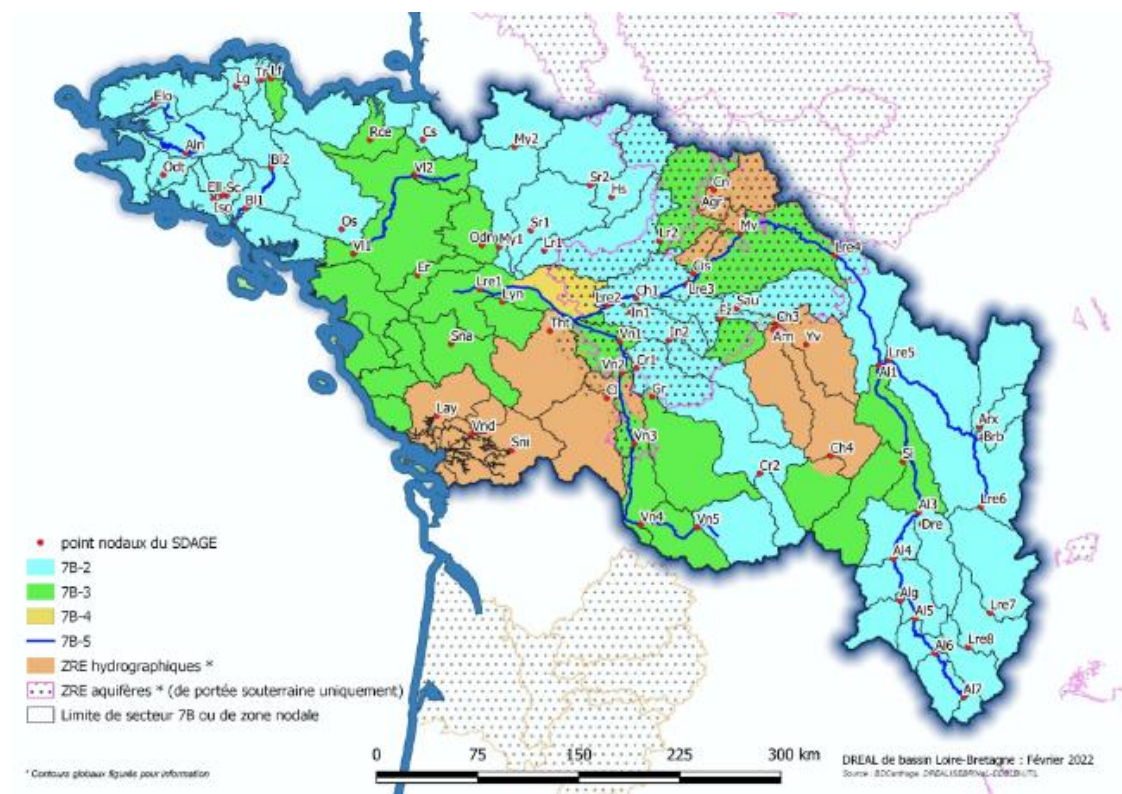 Lg
Tr
Lf
Elo
Rce
Cs
My2
Aln
Bl2
Vl2
Odt
Sr2
Hs
Cn
Ell
Sc
Agr
Iso
Bl1
Os
Sr1
Mv
Odn
My1
Lr1
Lr2
Vl1
Lre4
Er
Cis
Lre1
Lyn
Lre3
Ch1
Lre2
In1
Sau
Fz
Ch3
Tht
Vn1
In2
Am
Yv
Sna
Cr1
Vn2
Lre5
Al1
Cl
Gr
Lay
Vnd
Arx
Brb
Sni
Vn3
Ch4
Si
Cr2
Lre6
Al3
Dre
Vn4
Vn5
Al4
Alg
Al5
Lre7
Al6
Lre8
Al7
point nodaux du SDAGE
7B-2
7B-3
7B-4
7B-5
ZRE hydrographiques *
ZRE aquifères * (de portée souterraine uniquement)
Limite de secteur 7B ou de zone nodale
0 75 150 225 300 km
* Contours globaux figurés pour information
DREAL de bassin Loire-Bretagne : Février 2022
Source : BDCarthage